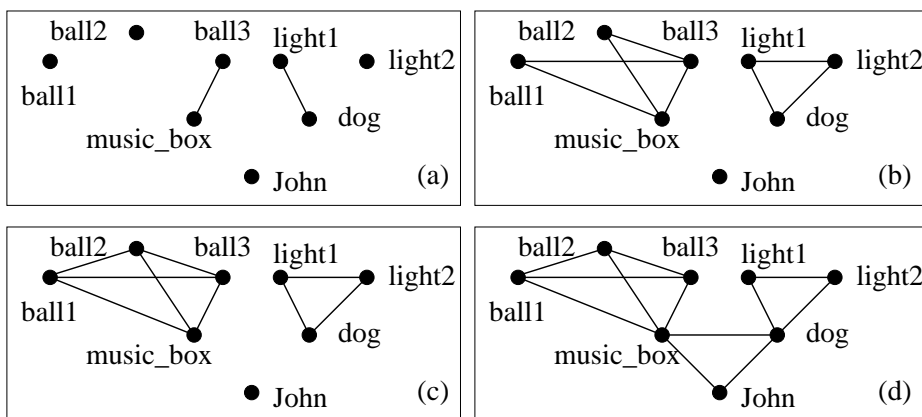 ball2 ball3 light1
light2
ball1
dog
music_box
John (a)
ball2 ball3 light1
light2
ball1
dog
music_box
John (b)
ball2 ball3 light1
light2
ball1
dog
music_box
John (c)
ball2 ball3 light1
light2
ball1
dog
music_box
John (d)